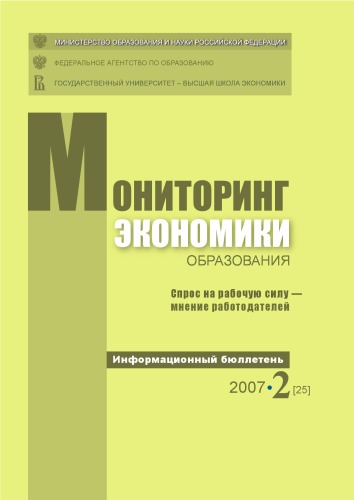 МИНИСТЕРСТВО ОБРАЗОВАНИЯ И НАУКИ РОССИЙСКОЙ ФЕДЕРАЦИИ
ФЕДЕРАЛЬНОЕ АГЕНТСТВО ПО ОБРАЗОВАНИЮ
ГОСУДАРСТВЕННЫЙ УНИВЕРСИТЕТ – ВЫСШАЯ ШКОЛА ЭКОНОМИКИ
МОНИТОРИНГ
ЭКОНОМИКИ
ОБРАЗОВАНИЯ
Спрос на рабочую силу —
мнение работодателей
Информационный бюллетень
2007•2 [25]